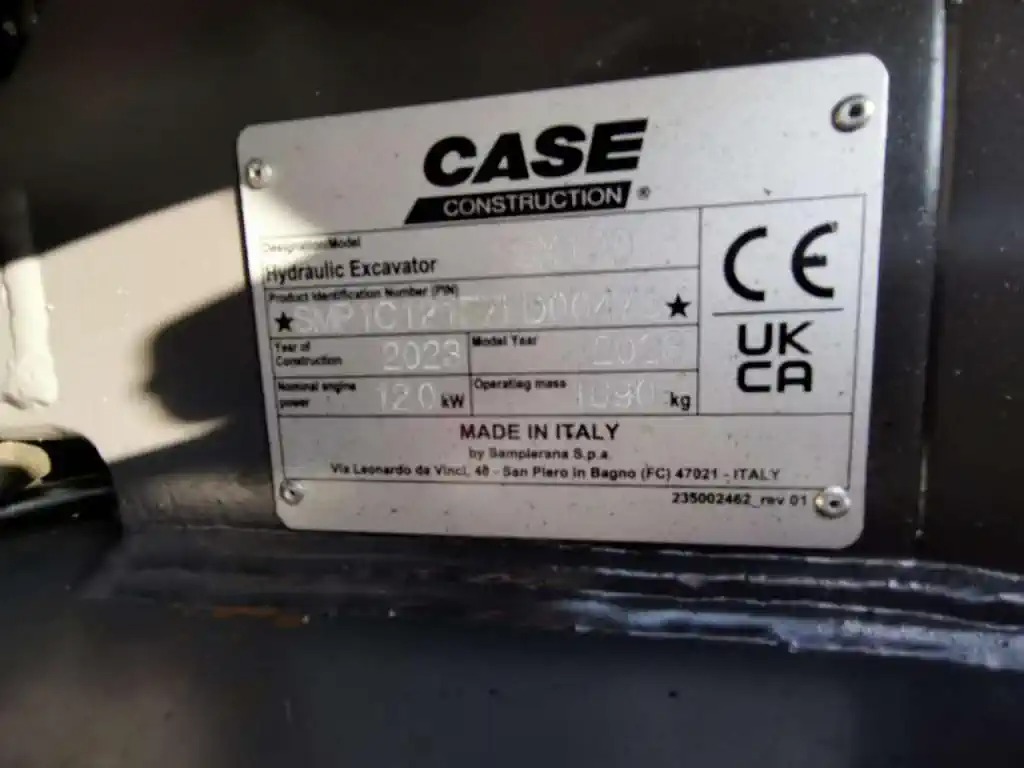 CASE
CONSTRUCTION ®
Designation/Model
Hydraulic Excavator
Product Identification Number (PIN)
Year of Construction 2023 Model Year
Nominal engine power 12.0 kW Operating mass kg
CE
UK
CA
MADE IN ITALY
by Sampierana S.p.a.
Via Leonardo da Vinci, 40 - San Piero in Bagno (FC) 47021 - ITALY
235002462_rev 01